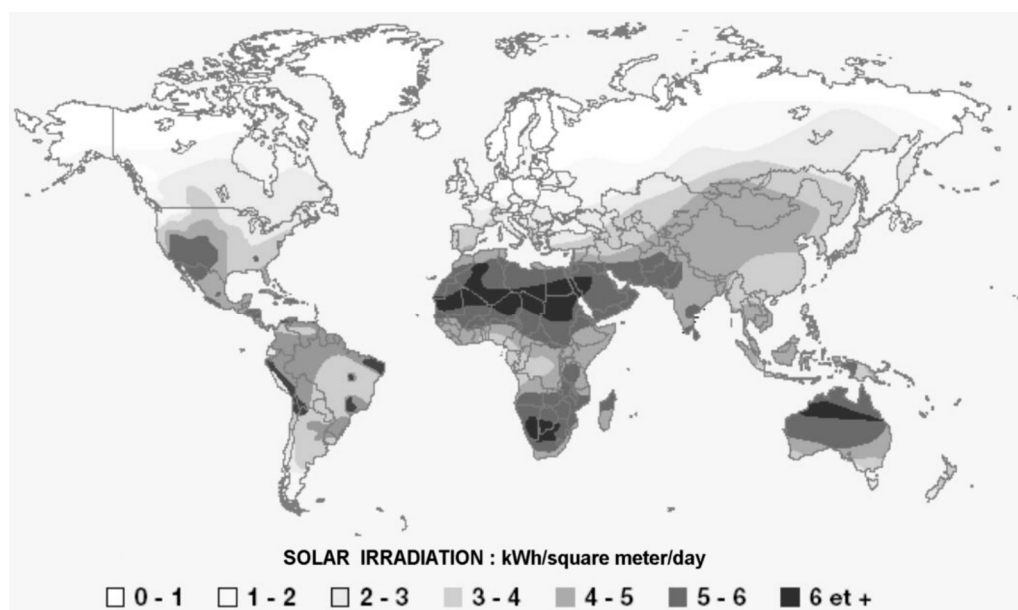 SOLAR IRRADIATION : kWh/square meter/day
0 - 1 1 - 2 2 - 3 3 - 4 4 - 5 5 - 6 6 et +